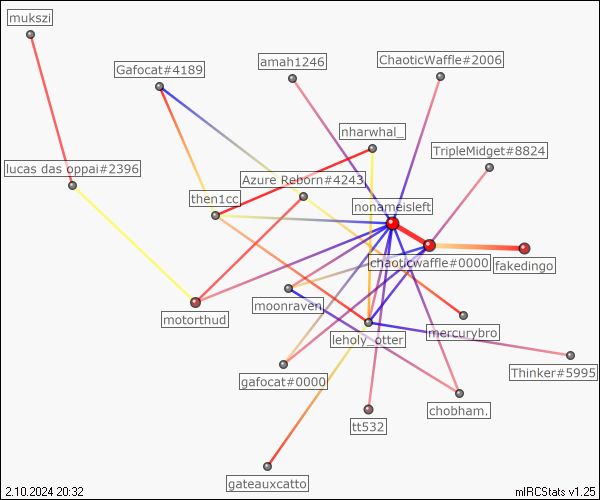 mukszi
Gafocat#4189
amah1246
ChaoticWaffle#2006
nharwhal_
TripleMidget#8824
lucas das oppai#2396
Azure Reborn#4243
then1cc
nonameisleft
chaoticwaffle#0000
fakedingo
moonraven
motorthud
mercurybro
leholy_otter
Thinker#5995
gafocat#0000
chobham.
tt532
gateauxcatto
2.10.2024 20:32
mIRCStats v1.25